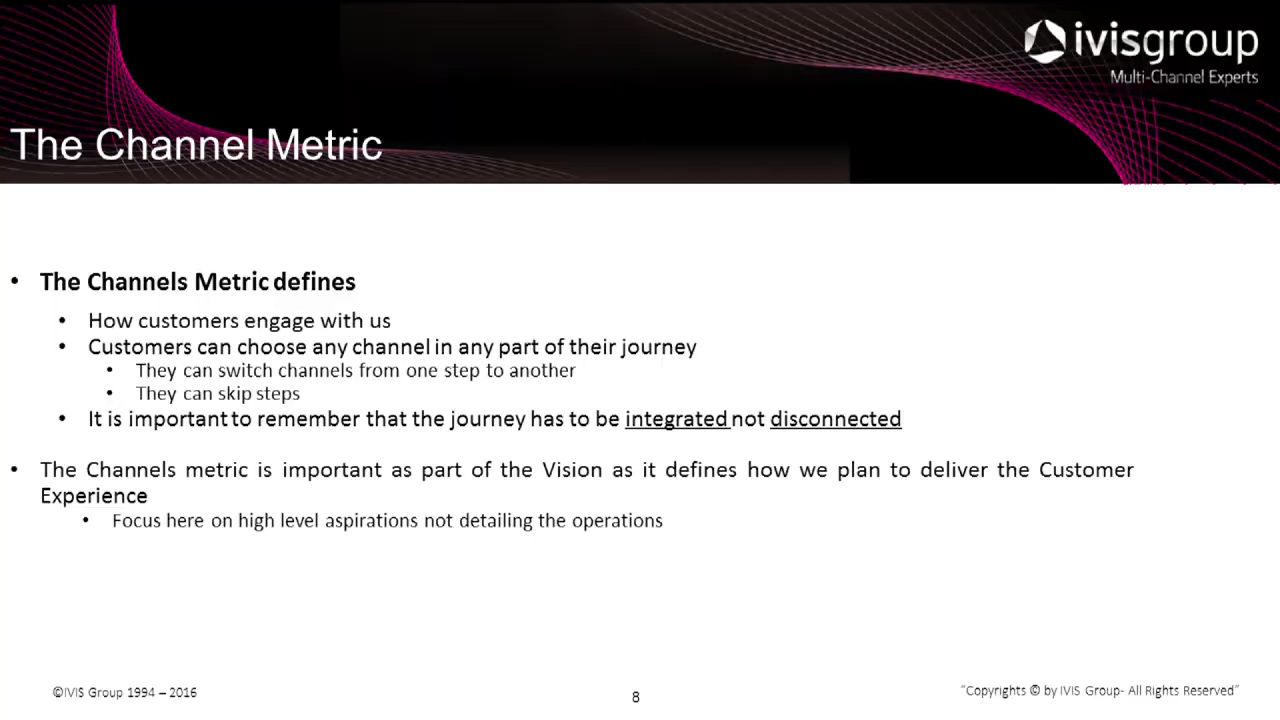 ivisgroup
Multi-Channel Experts
The Channel Metric
• The Channels Metric defines
• How customers engage with us
• Customers can choose any channel in any part of their journey
• They can switch channels from one step to another
• They can skip steps
• It is important to remember that the journey has to be integrated not disconnected
• The Channels metric is important as part of the Vision as it defines how we plan to deliver the Customer
Experience
• Focus here on high level aspirations not detailing the operations
©IVIS Group 1994 – 2016
8
“Copyrights © by IVIS Group- All Rights Reserved”